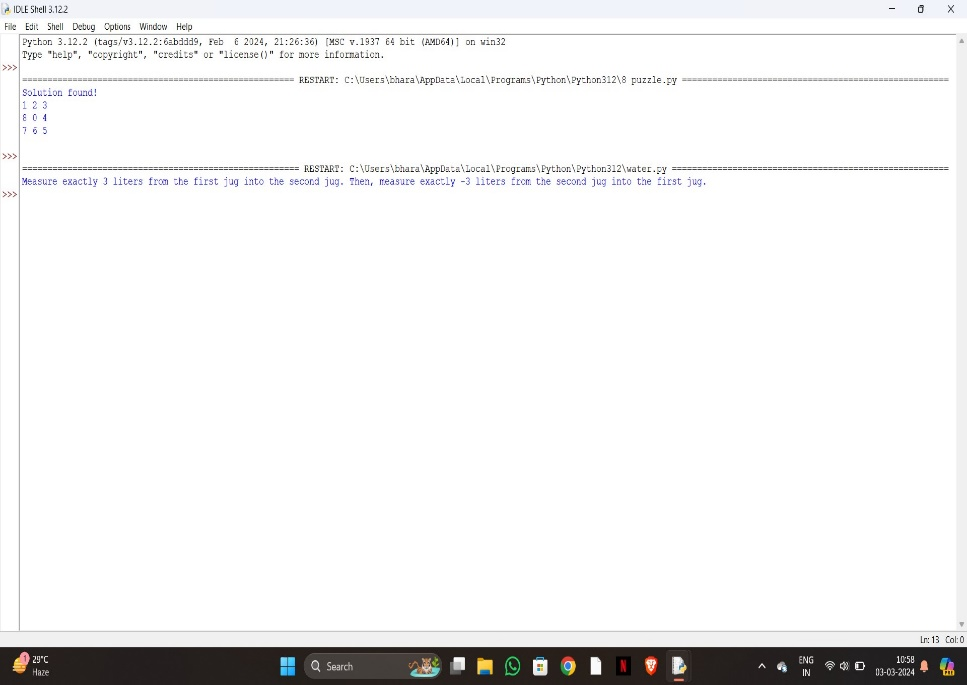 IDLE Shell 3.12.2
File Edit Shell Debug Options Window Help
Python 3.12.2 (tags/v3.12.2:6abddd9, Feb  6 2024, 21:26:36) [MSC v.1937 64 bit (AMD64)] on win32
Type "help", "copyright", "credits" or "license()" for more information.
>>>
====================================================== RESTART: C:\Users\bhara\AppData\Local\Programs\Python\Python312\8 puzzle.py =====================================================
Solution found!
1 2 3
8 0 4
7 6 5
>>>
======================================================= RESTART: C:\Users\bhara\AppData\Local\Programs\Python\Python312\water.py =======================================================
Measure exactly 3 liters from the first jug into the second jug. Then, measure exactly -3 liters from the second jug into the first jug.
>>>
Ln: 13 Col: 0
1
29°C
Haze
Search
N
ENG
IN
10:58
03-03-2024
PRE